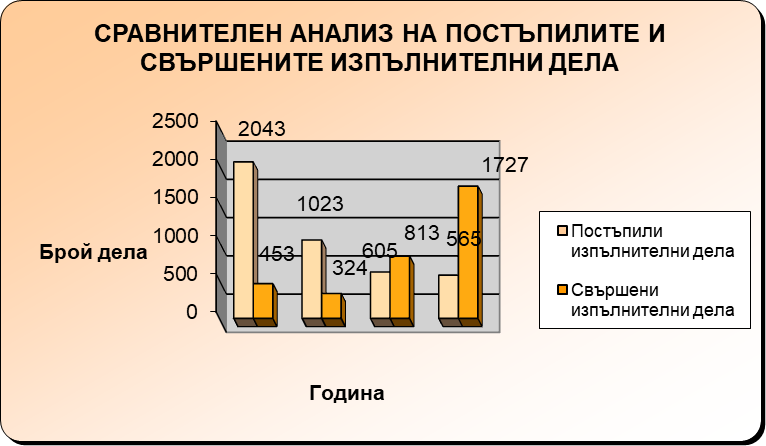 СРАВНИТЕЛЕН АНАЛИЗ НА ПОСТЪПИЛИТЕ И
СВЪРШЕНИТЕ ИЗПЪЛНИТЕЛНИ ДЕЛА
2500
2000
1500
1000
500
0
Брой дела
2043
453
1023
324
605
813
565
1727
Година
Постъпили
изпълнителни дела
Свършени
изпълнителни дела